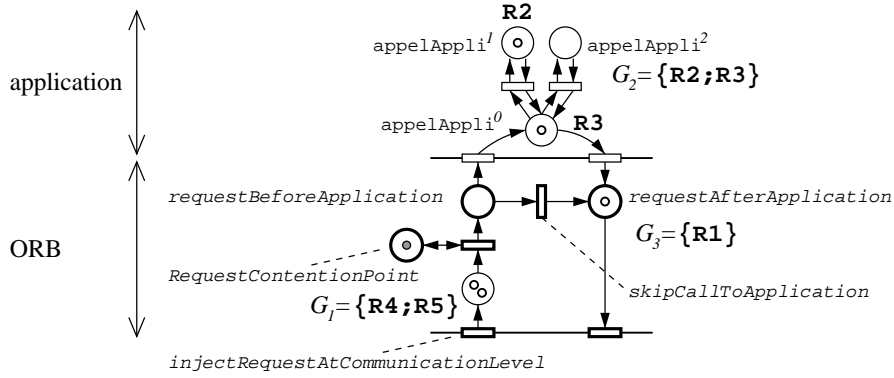 R2
appelAppli1 appelAppli2
application G2={R2;R3}
appelAppli0 R3
requestBeforeApplication requestAfterApplication
G3={R1}
ORB
RequestContentionPoint
skipCallToApplication
G1={R4;R5}
injectRequestAtCommunicationLevel